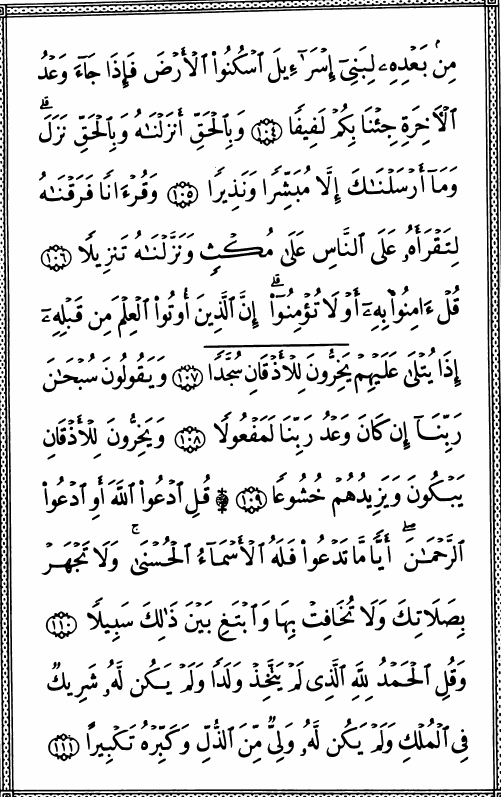 مِنۢ بَعۡدِهِۦ لِبَنِيٓ إِسۡرَـٰٓءِيلَ ٱسۡكُنُواْ ٱلۡأَرۡضَ فَإِذَا جَآءَ وَعۡدُ
ٱلۡأٓخِرَةِ جِئۡنَا بِكُمۡ لَفِيفٗا ١٠٤ وَبِٱلۡحَقِّ أَنزَلۡنَٰهُ وَبِٱلۡحَقِّ نَزَلَۗ
وَمَآ أَرۡسَلۡنَٰكَ إِلَّا مُبَشِّرٗا وَنَذِيرٗا ١٠٥ وَقُرۡءَانٗا فَرَقۡنَٰهُ
لِتَقۡرَأَهُۥ عَلَى ٱلنَّاسِ عَلَىٰ مُكۡثٖ وَنَزَّلۡنَٰهُ تَنزِيلٗا ١٠٦
قُلۡ ءَامِنُواْ بِهِۦٓ أَوۡ لَا تُؤۡمِنُوٓاْۚ إِنَّ ٱلَّذِينَ أُوتُواْ ٱلۡعِلۡمَ مِن قَبۡلِهِۦٓ
إِذَا يُتۡلَىٰ عَلَيۡهِمۡ يَخِرُّونَۤ لِلۡأَذۡقَانِۤ سُجَّدٗاۤ ١٠٧ وَيَقُولُونَ سُبۡحَٰنَ
رَبِّنَآ إِن كَانَ وَعۡدُ رَبِّنَا لَمَفۡعُولٗا ١٠٨ وَيَخِرُّونَ لِلۡأَذۡقَانِ
يَبۡكُونَ وَيَزِيدُهُمۡ خُشُوعٗا ١٠٩ ۩ قُلِ ٱدۡعُواْ ٱللَّهَ أَوِ ٱدۡعُواْ
ٱلرَّحۡمَٰنَۖ أَيّٗا مَّا تَدۡعُواْ فَلَهُ ٱلۡأَسۡمَآءُ ٱلۡحُسۡنَىٰۚ وَلَا تَجۡهَرۡ
بِصَلَاتِكَ وَلَا تُخَافِتۡ بِهَا وَٱبۡتَغِ بَيۡنَ ذَٰلِكَ سَبِيلٗا ١١٠
وَقُلِ ٱلۡحَمۡدُ لِلَّهِ ٱلَّذِي لَمۡ يَتَّخِذۡ وَلَدٗا وَلَمۡ يَكُن لَّهُۥ شَرِيكٞ
فِي ٱلۡمُلۡكِ وَلَمۡ يَكُن لَّهُۥ وَلِيّٞ مِّنَ ٱلذُّلِّ وَكَبِّرۡهُ تَكۡبِيرَۢا ١١١